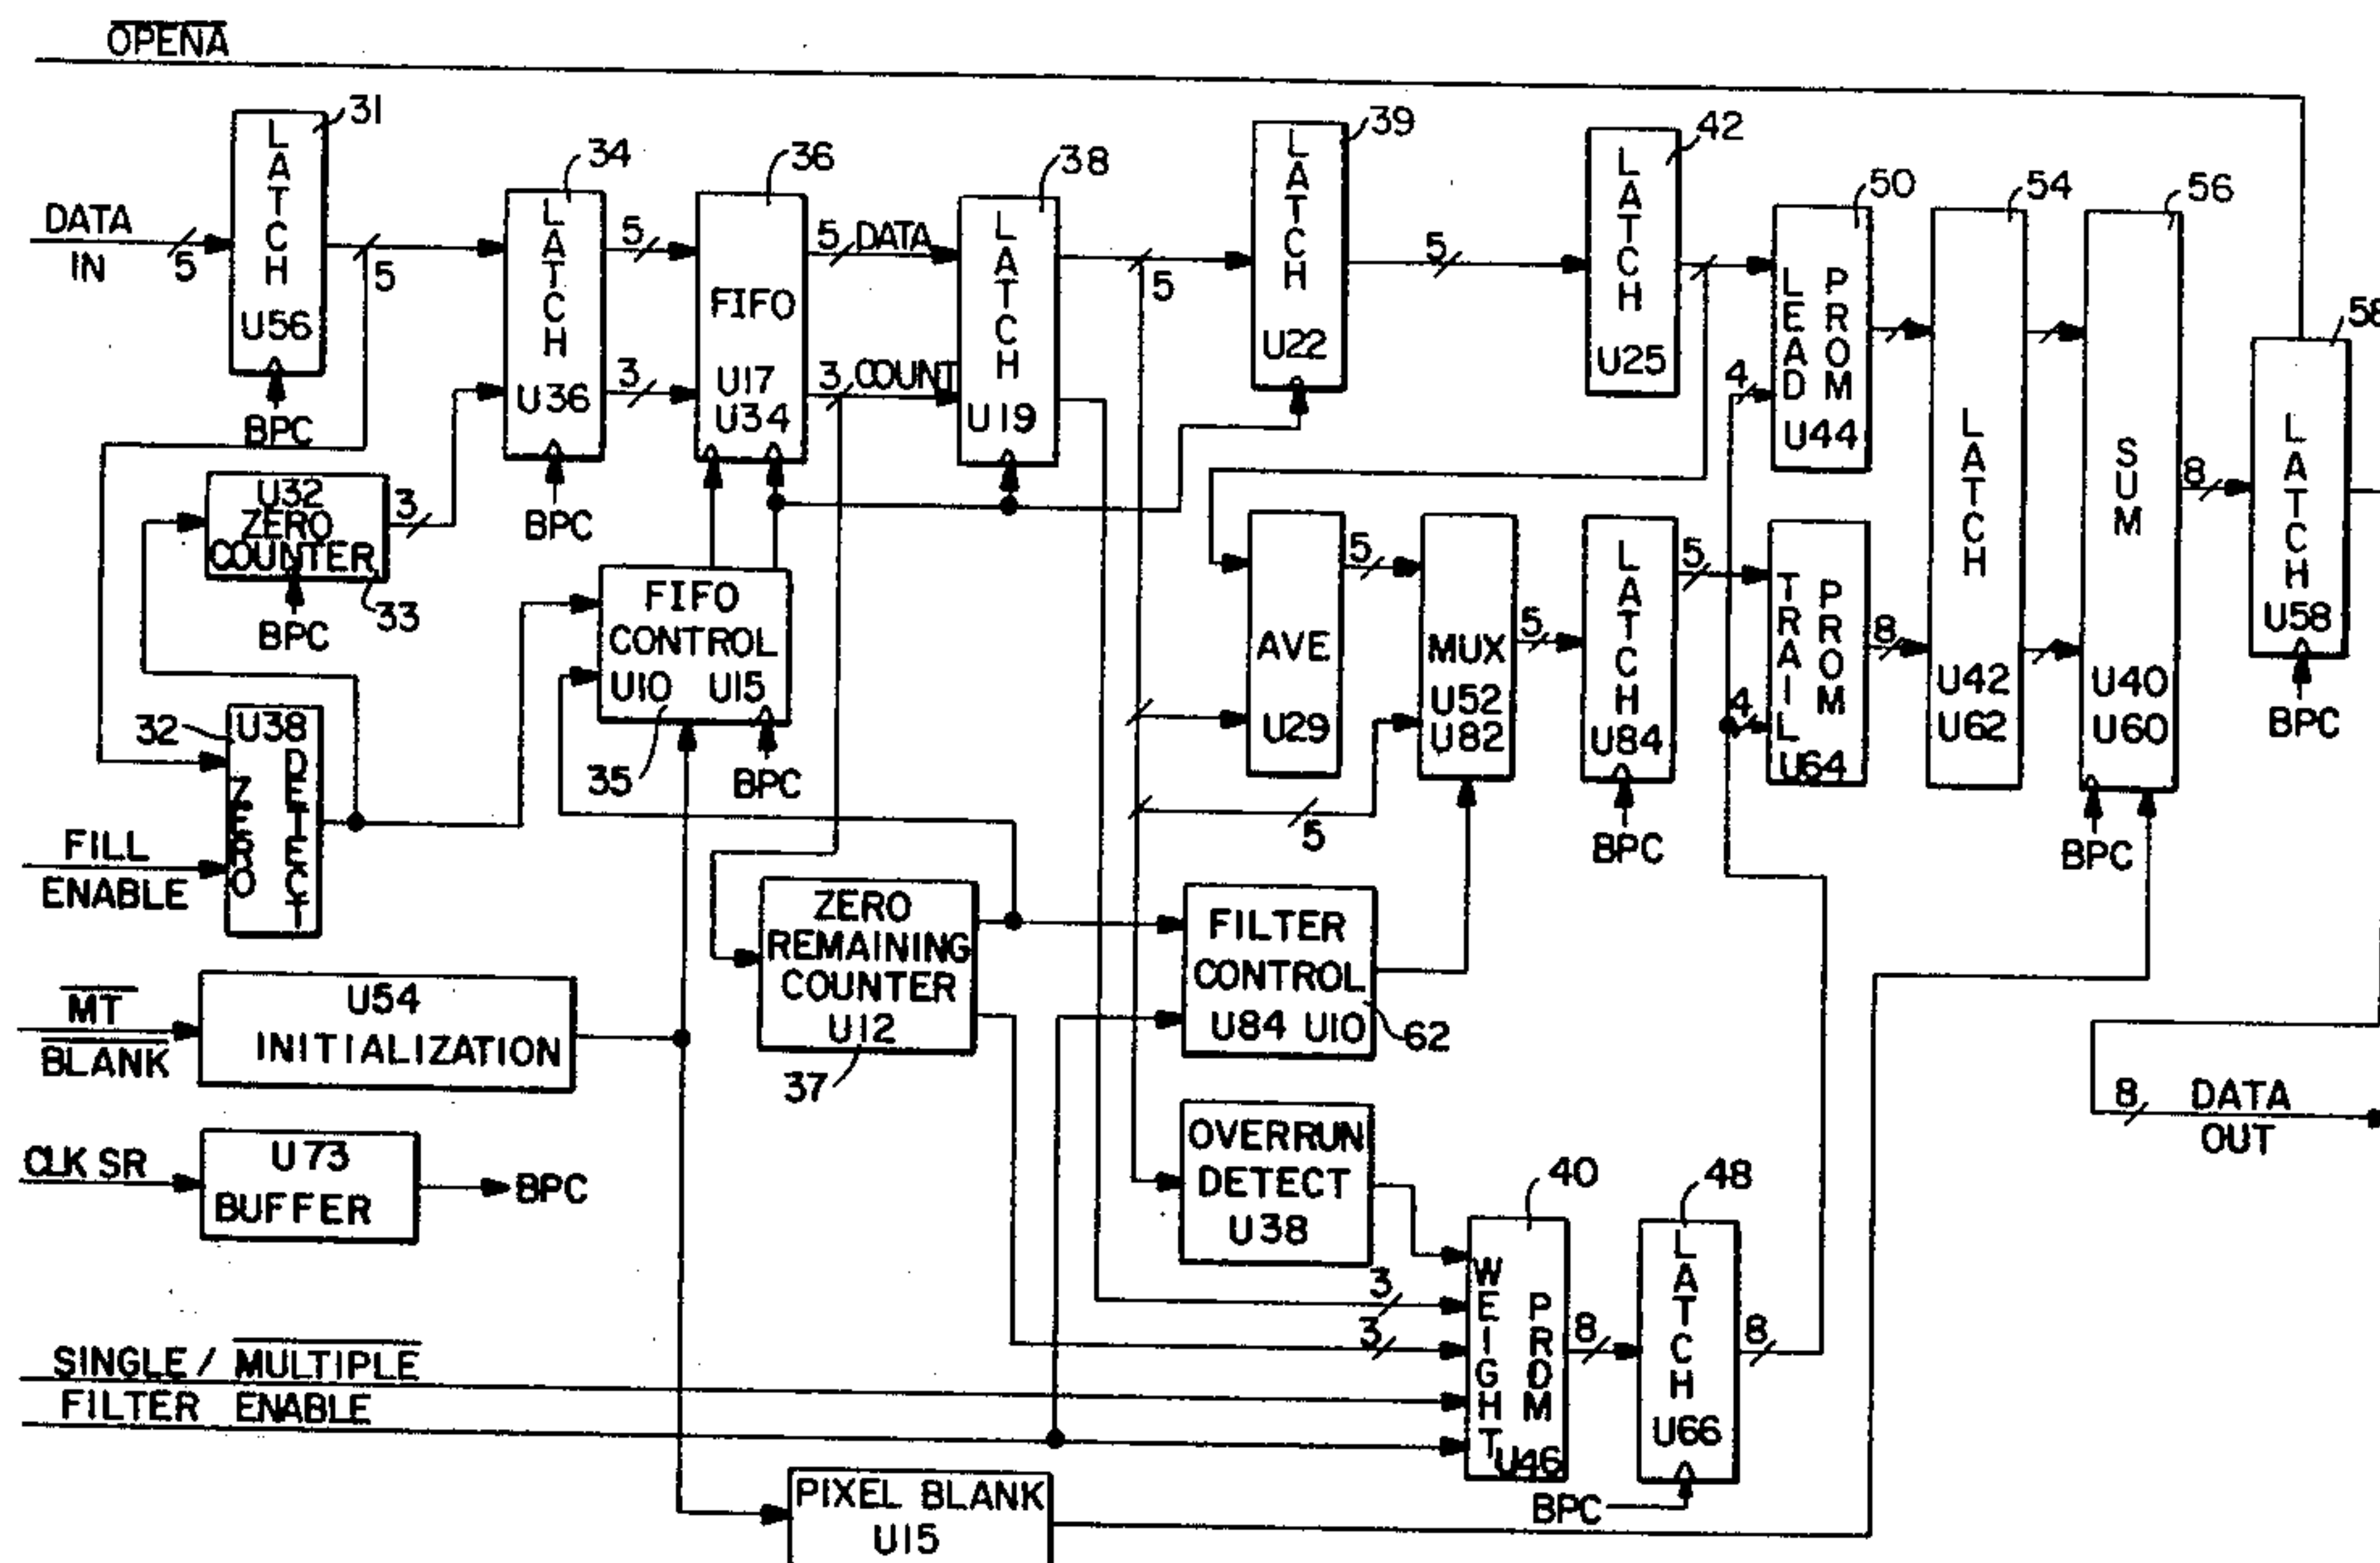 OPENA
31
LATCH
U56
DATA
IN
5
5
BPC
34
LATCH
U36
5
3
BPC
36
FIFO
U17
U34
5 DATA
3 COUNT
38
LATCH
U19
5
39
LATCH
U22
5
42
LATCH
U25
50
LEAD PROM
U44
4
54
LATCH
U42
U62
56
SUM
U40
U60
8
58
LATCH
U58
BPC
U32
ZERO
COUNTER
3
33
BPC
FIFO
CONTROL
U10 U15
35
BPC
AVE
U29
5
MUX
U52
U82
5
5
LATCH
U84
5
BPC
TRAIL PROM
U64
4
8
BPC
32
U38
ZERO DETECT
FILL
ENABLE
ZERO
REMAINING
COUNTER
U12
37
FILTER
CONTROL
U84 U10
62
MT
BLANK
U54
INITIALIZATION
8 DATA
OUT
CLK SR
U73
BUFFER
BPC
OVERRUN
DETECT
U38
3
3
40
WEIGHT PROM
U46
8
48
LATCH
U66
8
BPC
SINGLE / MULTIPLE
FILTER ENABLE
PIXEL BLANK
U15